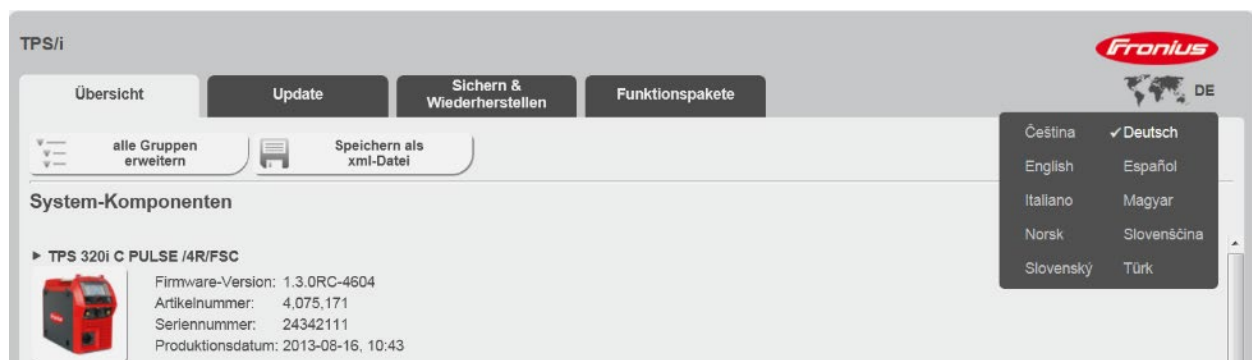 TPS/i
Fronius
Übersicht
Update
Sichern &
Wiederherstellen
Funktionspakete
DE
alle Gruppen
erweitern
Speichern als
xml-Datei
Čeština ✓Deutsch
English Español
Italiano Magyar
Norsk Slovenščina
Slovenský Türk
System-Komponenten
TPS 320i C PULSE /4R/FSC
Firmware-Version: 1.3.0RC-4604
Artikelnummer: 4,075,171
Seriennummer: 24342111
Produktionsdatum: 2013-08-16, 10:43